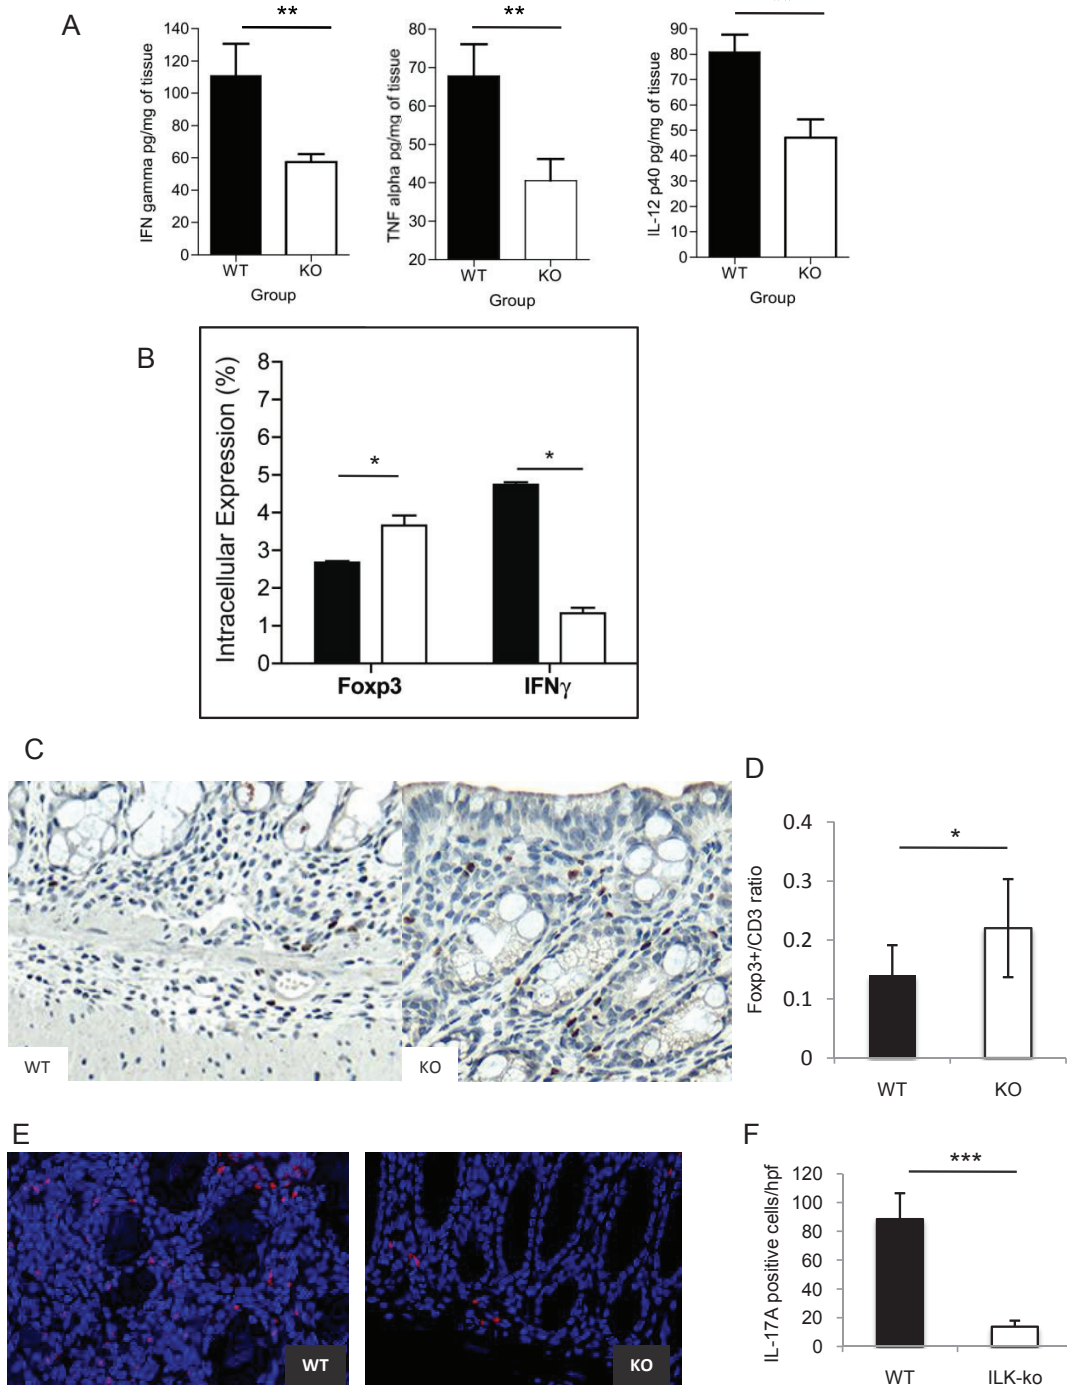 A
**
IFN gamma pg/mg of tissue
140
120
100
80
60
40
20
0
WT KO
Group
**
TNF alpha pg/mg of tissue
80
70
60
50
40
30
20
WT KO
Group
IL-12 p40 pg/mg of tissue
90
80
70
60
50
40
30
20
10
0
WT KO
Group
B
Intracellular Expression (%)
8
7
6
5
4
3
2
1
0
* *
Foxp3 IFNγ
C
WT KO
D
Foxp3+/CD3 ratio
0.4
0.3
0.2
0.1
0
*
WT KO
E
WT KO
F
IL-17A positive cells/hpf
120
100
80
60
40
20
0
***
WT ILK-ko